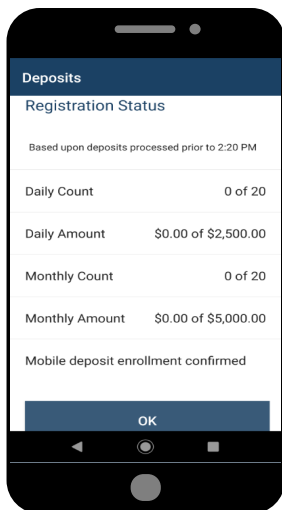 Deposits
Registration Status
Based upon deposits processed prior to 2:20 PM
Daily Count 0 of 20
Daily Amount $0.00 of $2,500.00
Monthly Count 0 of 20
Monthly Amount $0.00 of $5,000.00
Mobile deposit enrollment confirmed
OK